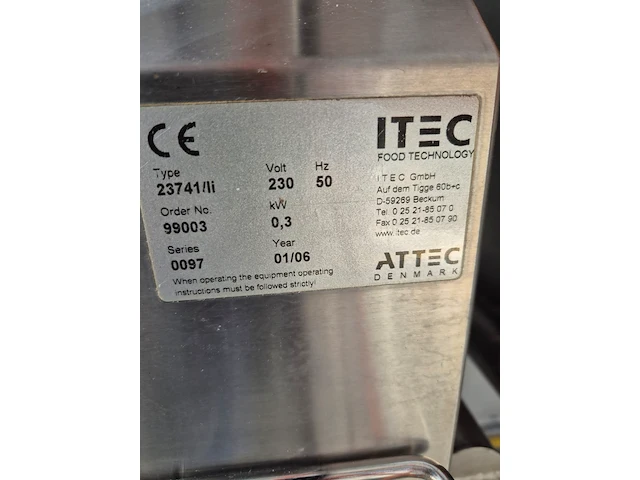 CE
Type
23741/li
Volt
230
Hz
50
Order No.
99003
kW
0,3
Series
0097
Year
01/06
When operating the equipment operating
instructions must be followed strictly!
ITEC
FOOD TECHNOLOGY
ITEC GmbH
Auf dem Tigge 60b+c
D-59269 Beckum
Tel 0 25 21-85 07 0
Fax 0 25 21-85 07 90
www.itec.de
ATTEC
DENMARK